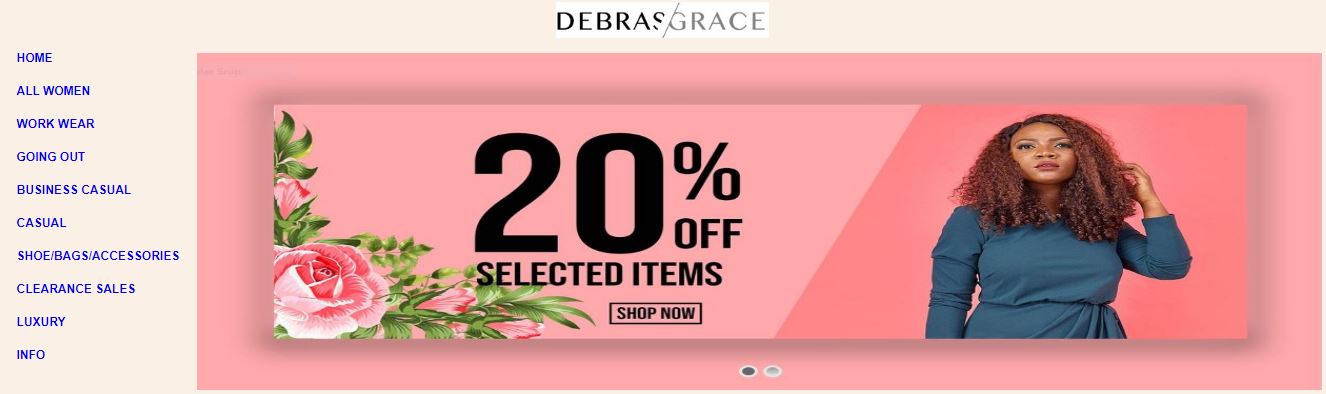 DEBRAS/GRACE
HOME
ALL WOMEN
WORK WEAR
GOING OUT
BUSINESS CASUAL
CASUAL
SHOE/BAGS/ACCESSORIES
CLEARANCE SALES
LUXURY
INFO
20%
OFF
SELECTED ITEMS
SHOP NOW